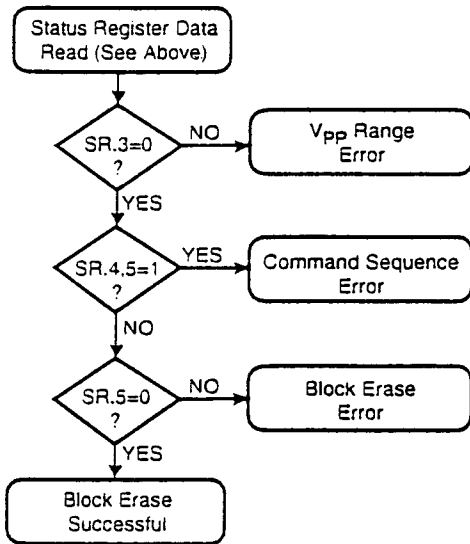 Status Register Data
Read (See Above)
SR.3=0
?
NO
VPP Range
Error
YES
SR.4,5=1
?
YES
Command Sequence
Error
NO
SR.5=0
?
NO
Block Erase
Error
YES
Block Erase
Successful